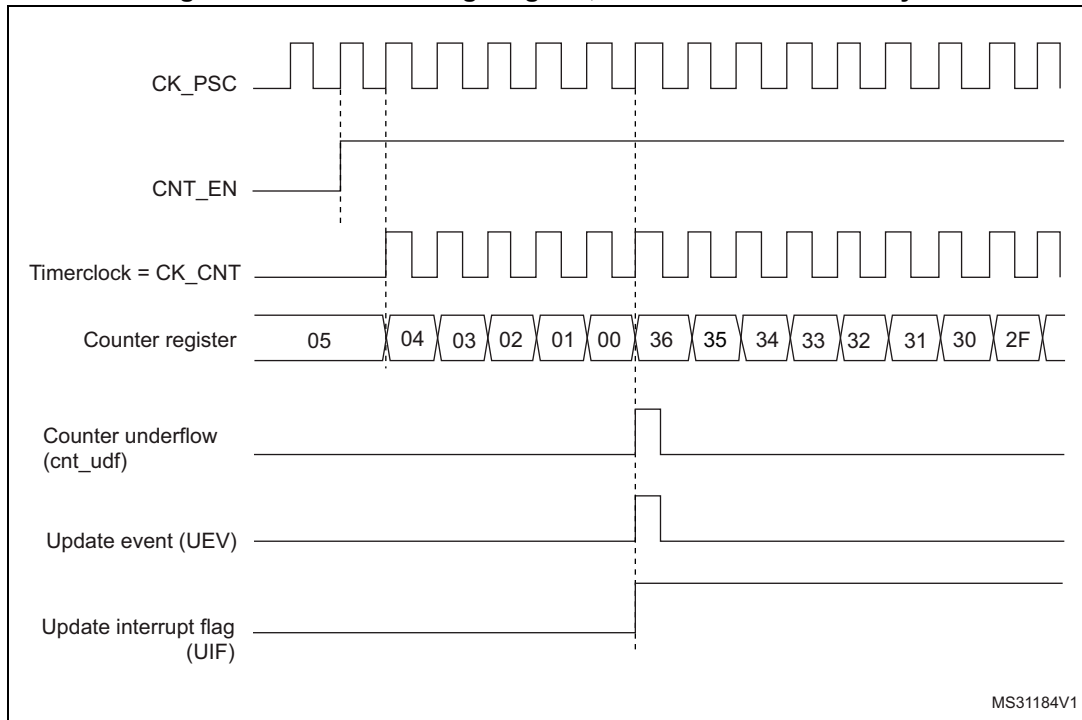 CK_PSC
CNT_EN
Timerclock = CK_CNT
Counter register 05 04 03 02 01 00 36 35 34 33 32 31 30 2F
Counter underflow
(cnt_udf)
Update event (UEV)
Update interrupt flag
(UIF)
MS31184V1